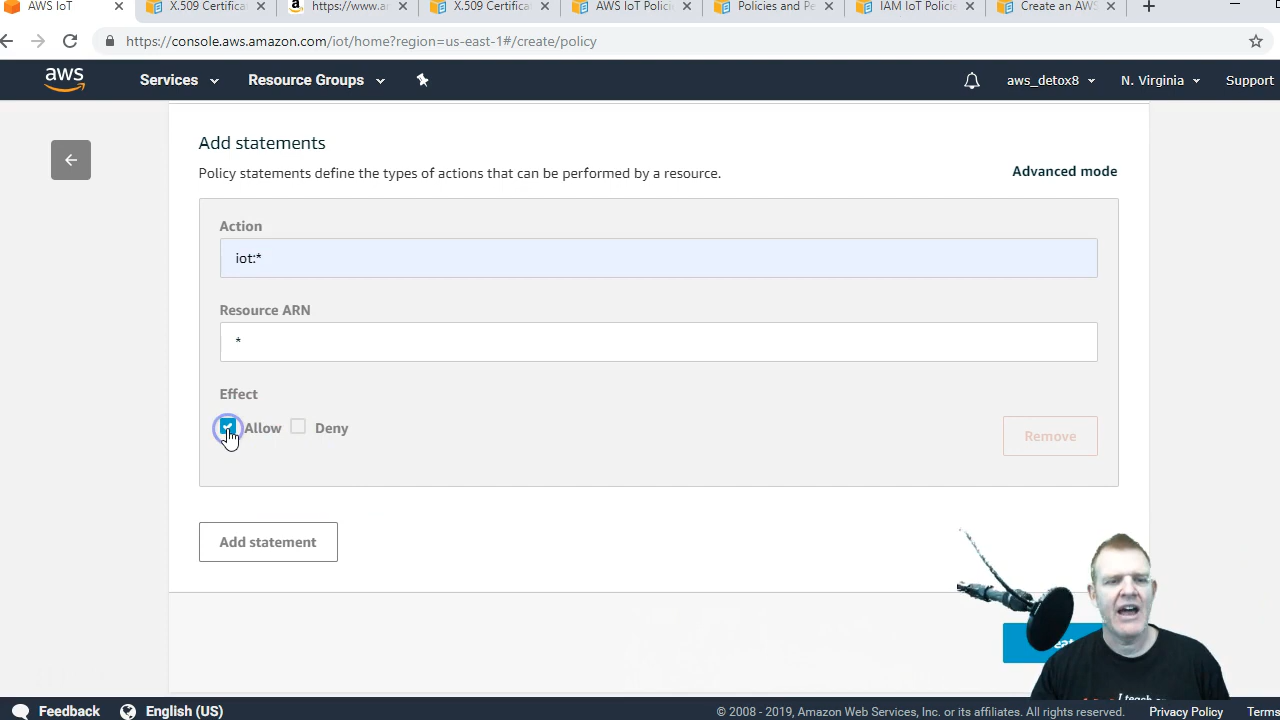 AWS IoT
X.509 Certifica
https://www.a
X.509 Certifica
AWS IoT Polici
Policies and Pe
IAM IoT Policie
Create an AWS
https://console.aws.amazon.com/iot/home?region=us-east-1#/create/policy
aws
Services
Resource Groups
aws_detox8
N. Virginia
Support
Add statements
Policy statements define the types of actions that can be performed by a resource.
Advanced mode
Action
iot:*
Resource ARN
*
Effect
Allow
Deny
Remove
Add statement
I teach
Feedback
English (US)
© 2008 - 2019, Amazon Web Services, Inc. or its affiliates. All rights reserved.
Privacy Policy
Terms